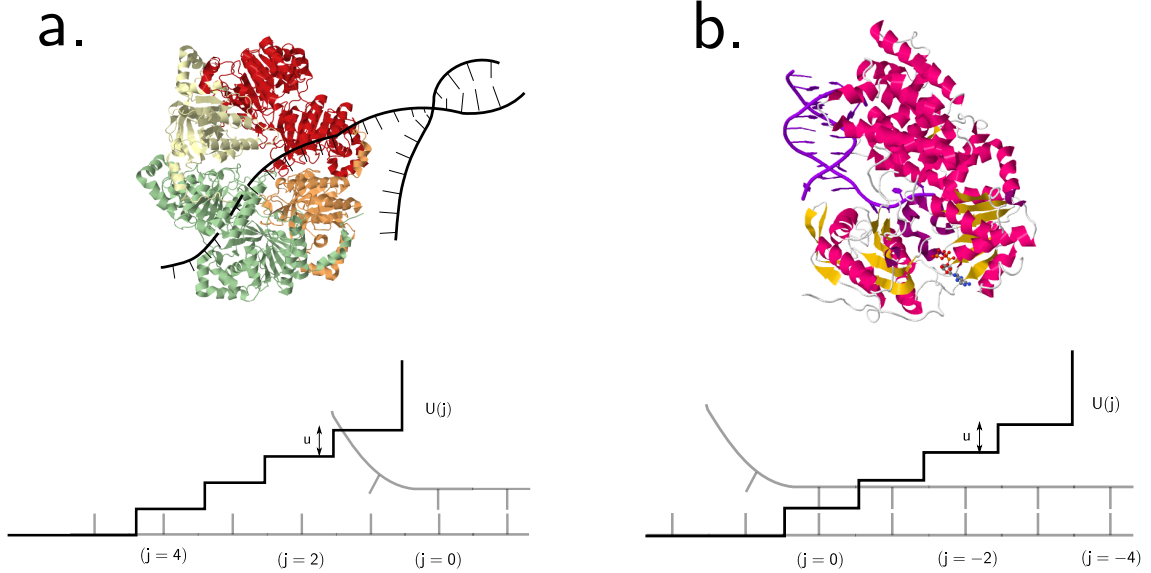 a.
b.
U(j)
u
(j = 4)
(j = 2)
(j = 0)
U(j)
u
(j = 0)
(j = −2)
(j = −4)